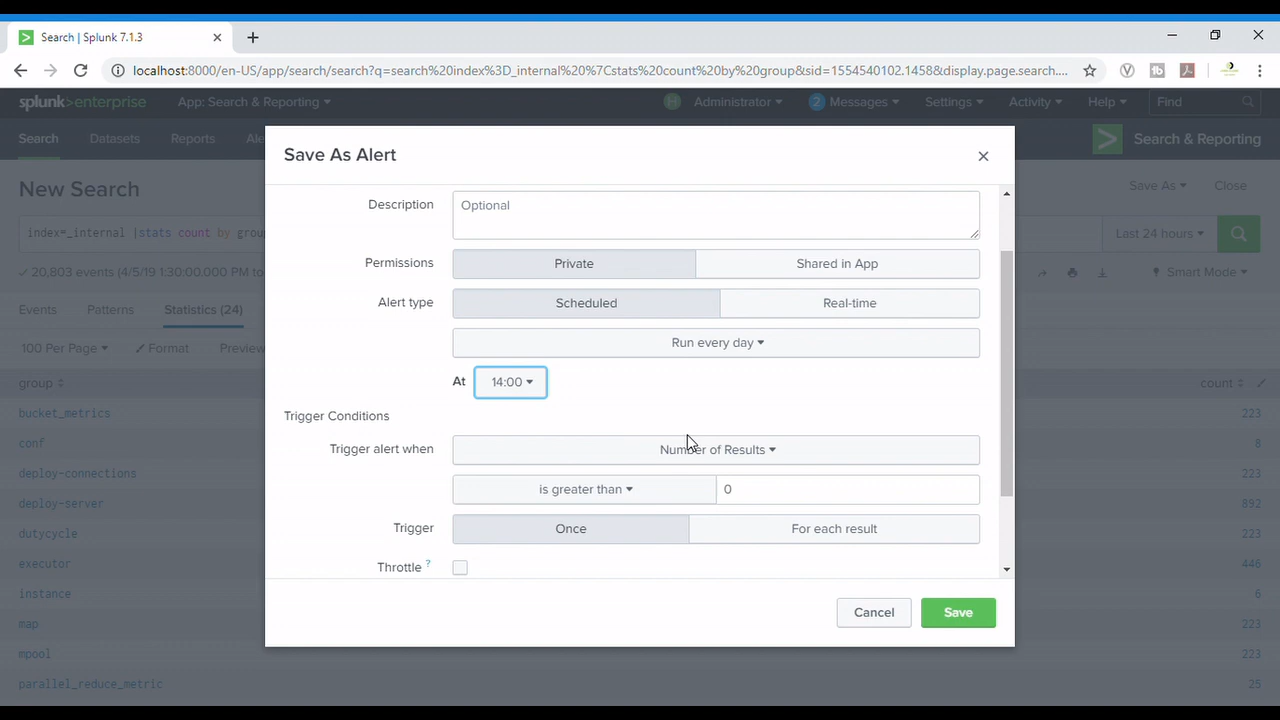 Search | Splunk 7.1.3
localhost:8000/en-US/app/search/search?q=search%20index%3D_internal%20%7Cstats%20count%20by%20group&sid=1554540102.1458&display.page.search....
splunk>enterprise App: Search & Reporting Administrator 2 Messages Settings Activity Help Find
Search Datasets Reports Search & Reporting
Save As Alert
New Search Save As Close
Description Optional
index=_internal |stats count by Last 24 hours
Permissions Private Shared in App
20,803 events (4/5/19 1:30:00.000 PM to Smart Mode
Alert type Scheduled Real-time
Events Patterns Statistics (24)
Run every day
100 Per Page Format Preview
At 14:00
group count
Trigger Conditions
bucket_metrics 223
Trigger alert when Number of Results
conf 8
deploy-connections 223
is greater than 0
deploy-server 892
Trigger Once For each result
dutycycle 223
executor 446
Throttle ?
instance 6
Cancel Save
map 223
mpool 223
parallel_reduce_metric 25